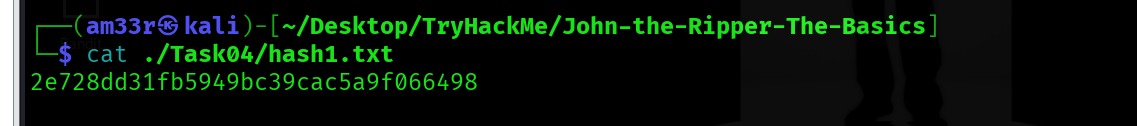 ┌──(am33r㉿kali)-[~/Desktop/TryHackMe/John-the-Ripper-The-Basics]
└─$ cat ./Task04/hash1.txt
2e728dd31fb5949bc39cac5a9f066498